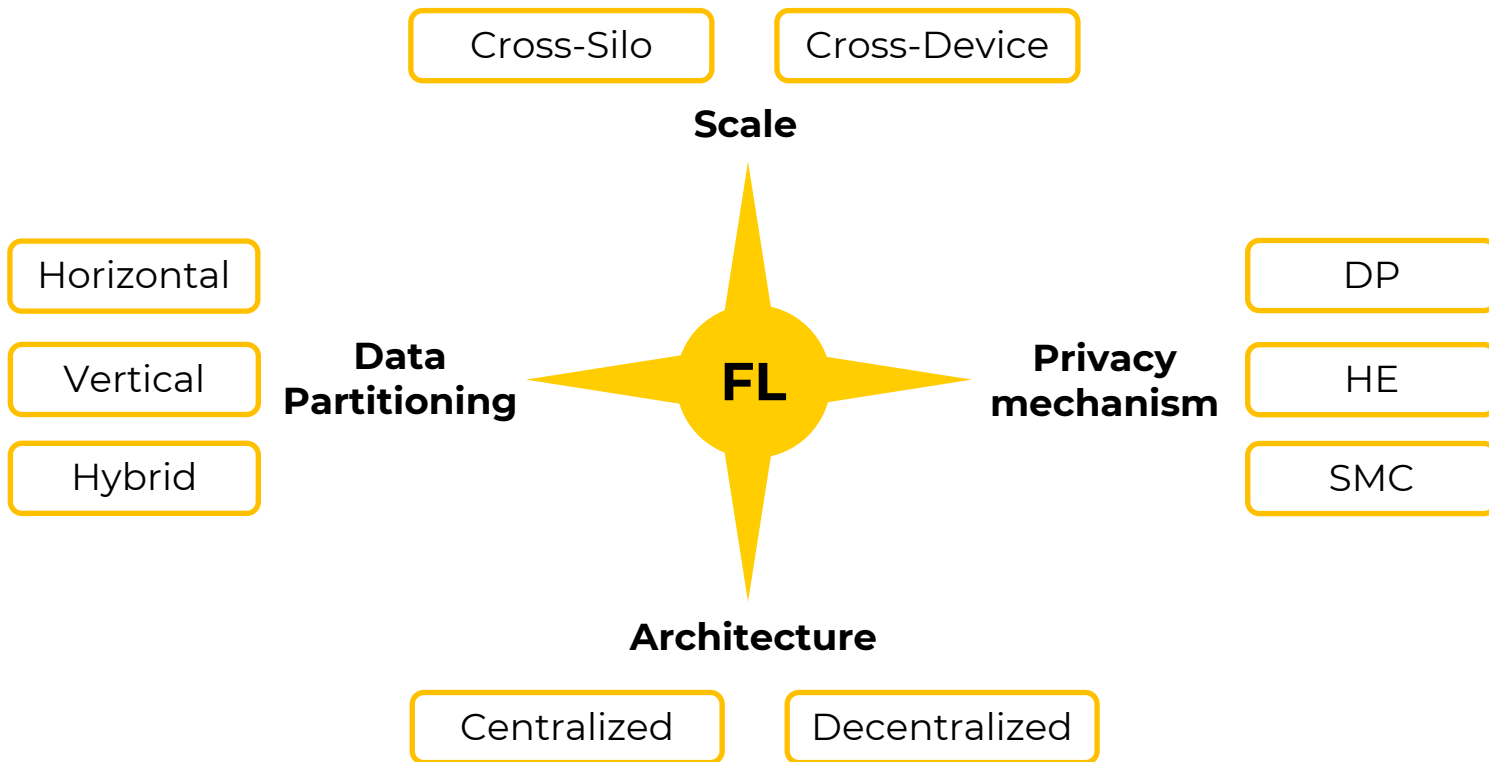 Cross-Silo
Cross-Device
Scale
Horizontal
Vertical
Hybrid
Data
Partitioning
FL
Privacy
mechanism
DP
HE
SMC
Architecture
Centralized
Decentralized